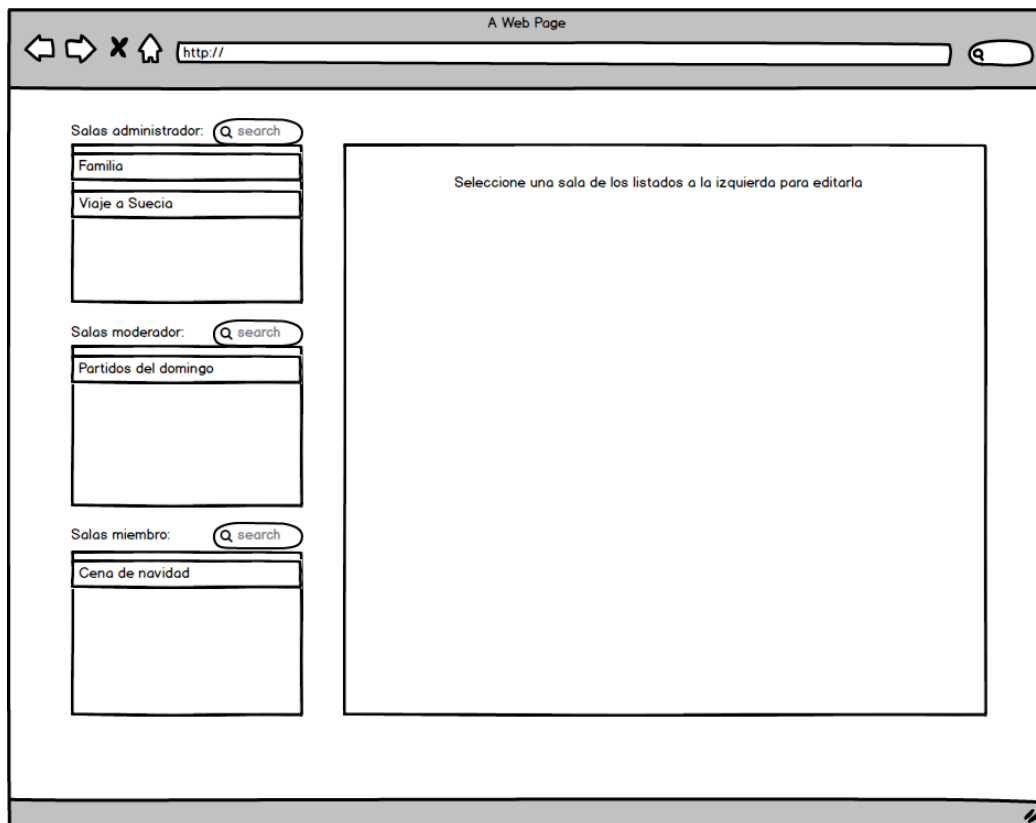 A Web Page
http://
Salas administrador:
search
Familia
Viaje a Suecia
Salas moderador:
search
Partidos del domingo
Salas miembro:
search
Cena de navidad
Seleccione una sala de los listados a la izquierda para editarla